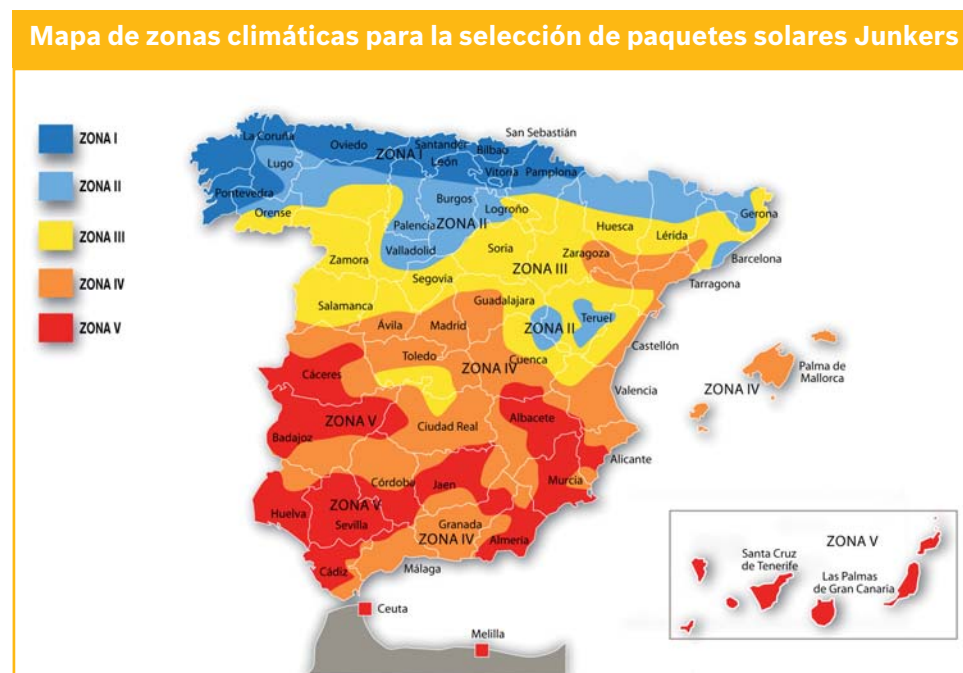 Mapa de zonas climáticas para la selección de paquetes solares Junkers
ZONA I
ZONA II
ZONA III
ZONA IV
ZONA V
La Coruña
Lugo
Pontevedra
Orense
Oviedo
Santander
ZONA I
León
Bilbao
San Sebastián
Vitoria
Pamplona
Burgos
Palencia
ZONA II
Logroño
Valladolid
Zamora
Segovia
Soria
ZONA III
Zaragoza
Huesca
Lérida
Gerona
Barcelona
Tarragona
Salamanca
Ávila
Madrid
Guadalajara
ZONA II
Teruel
Castellón
Toledo
ZONA IV
Cuenca
Valencia
Cáceres
Badajoz
ZONA V
Ciudad Real
Albacete
Alicante
Murcia
Córdoba
Jaen
Huelva
ZONA V
Sevilla
Granada
ZONA IV
Almería
Cádiz
Málaga
Ceuta
Melilla
ZONA IV
Palma de
Mallorca
ZONA V
Santa Cruz
de Tenerife
Las Palmas
de Gran Canaria